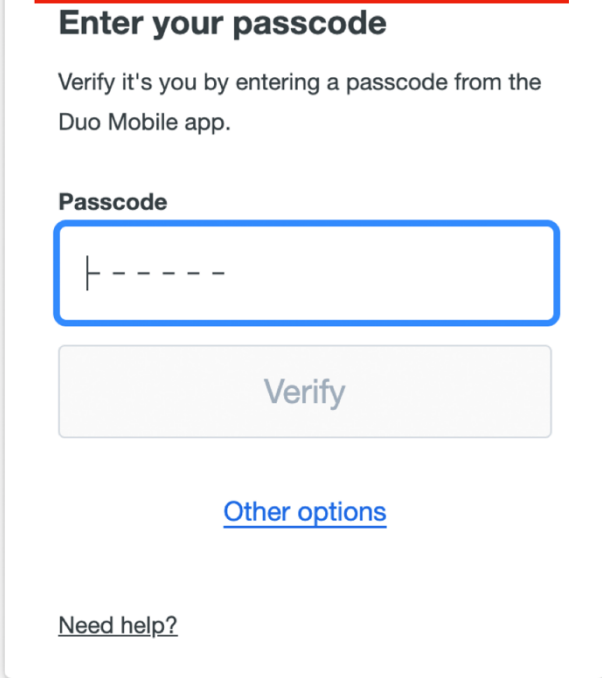 Enter your passcode
Verify it's you by entering a passcode from the
Duo Mobile app.
Passcode
------
Verify
Other options
Need help?